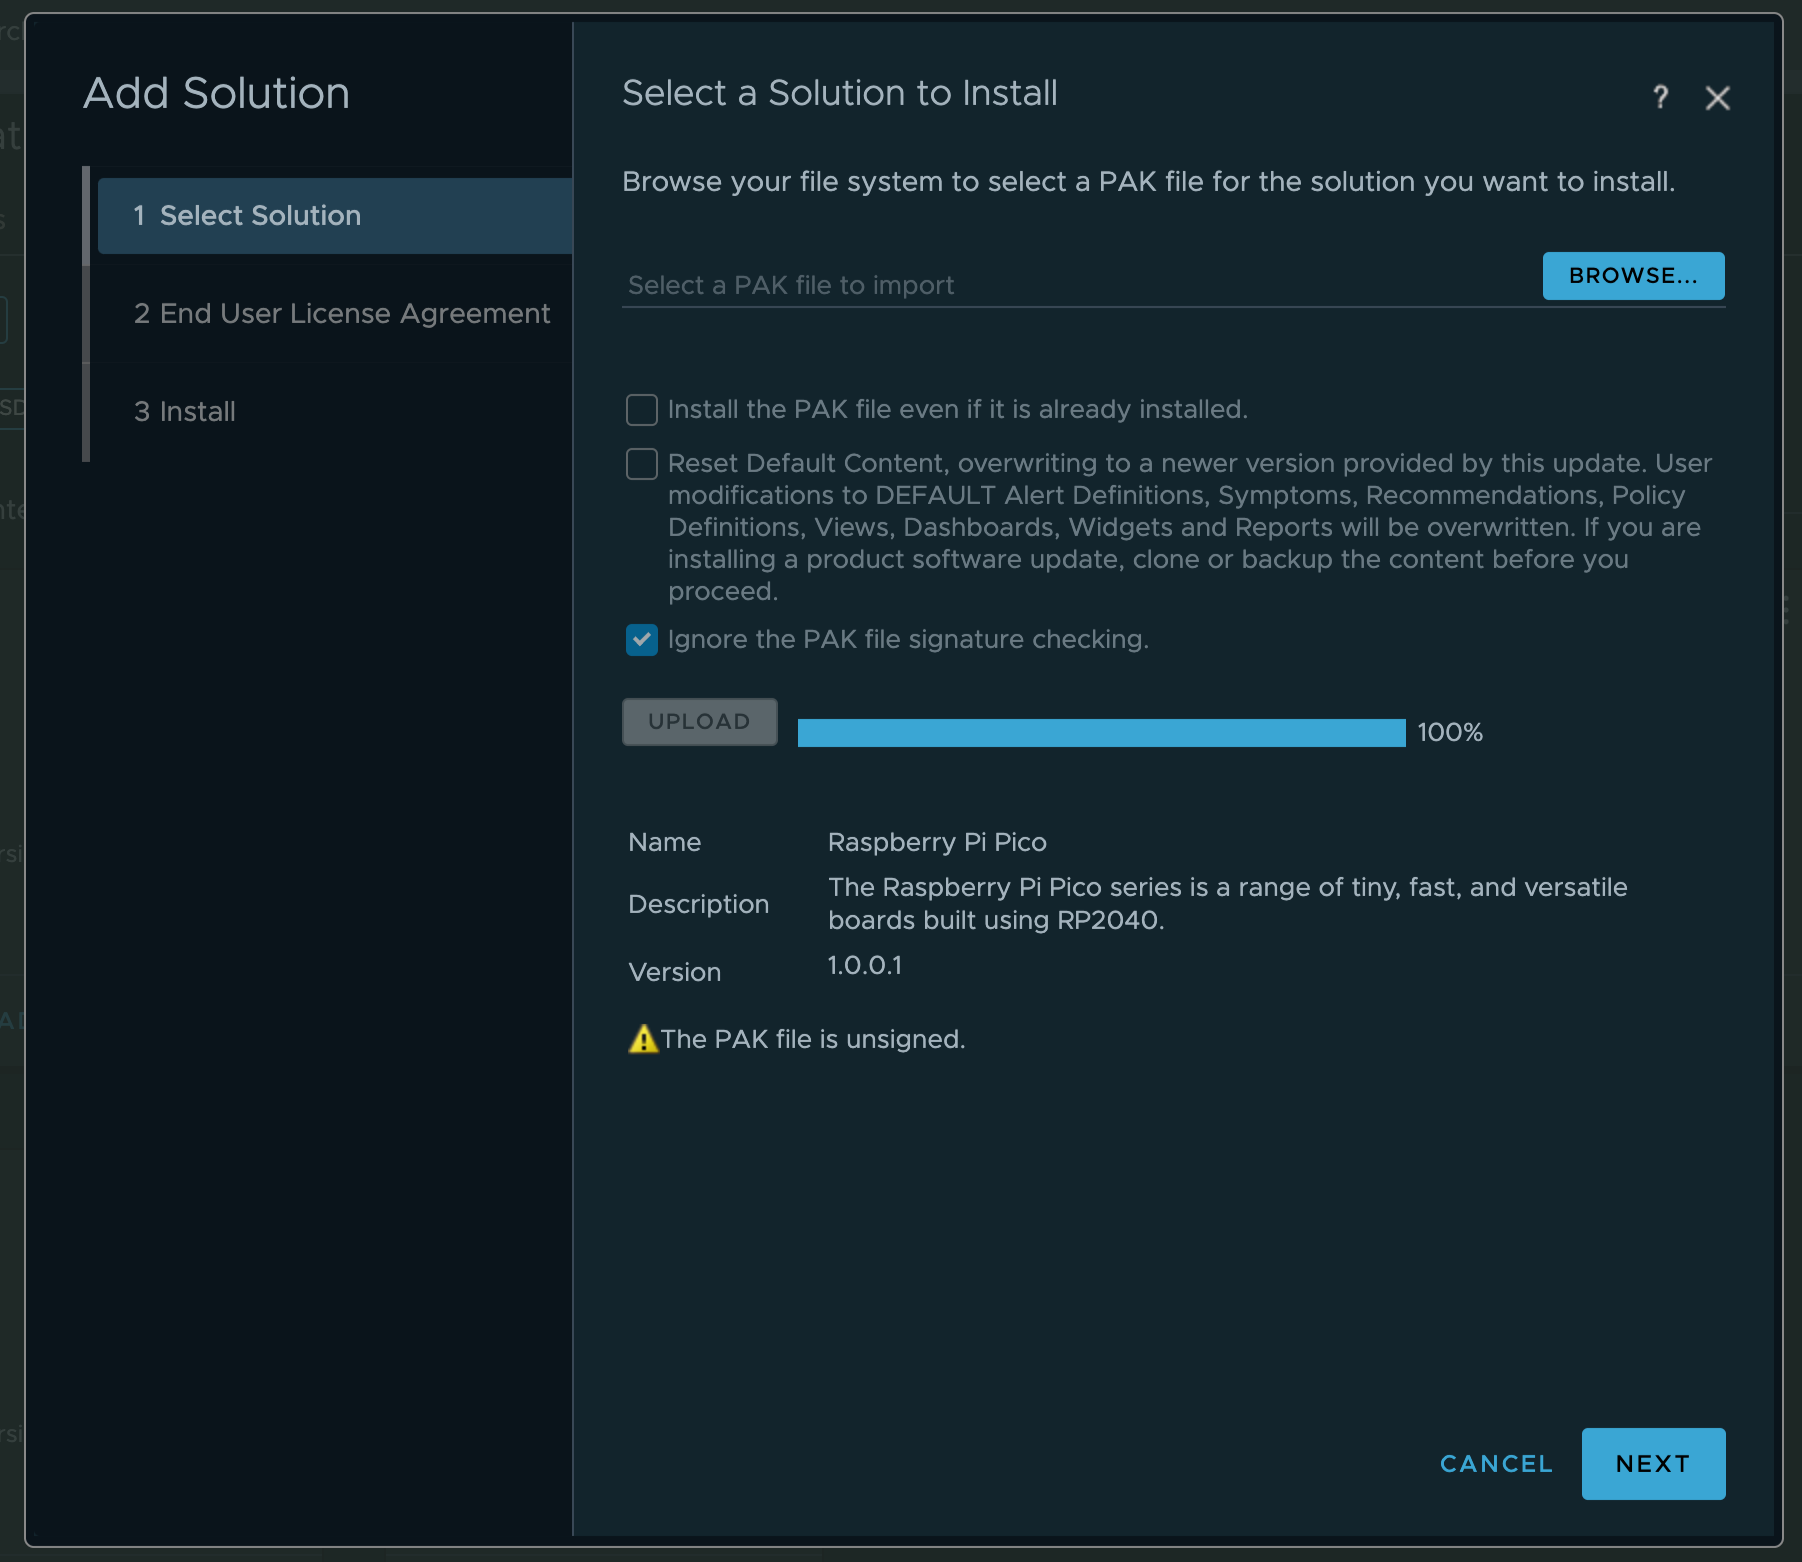 Add Solution
1 Select Solution
2 End User License Agreement
3 Install
Select a Solution to Install
?
Browse your file system to select a PAK file for the solution you want to install.
Select a PAK file to import
BROWSE...
Install the PAK file even if it is already installed.
Reset Default Content, overwriting to a newer version provided by this update. User
modifications to DEFAULT Alert Definitions, Symptoms, Recommendations, Policy
Definitions, Views, Dashboards, Widgets and Reports will be overwritten. If you are
installing a product software update, clone or backup the content before you
proceed.
Ignore the PAK file signature checking.
UPLOAD
100%
Name Raspberry Pi Pico
Description The Raspberry Pi Pico series is a range of tiny, fast, and versatile
boards built using RP2040.
Version 1.0.0.1
The PAK file is unsigned.
CANCEL
NEXT